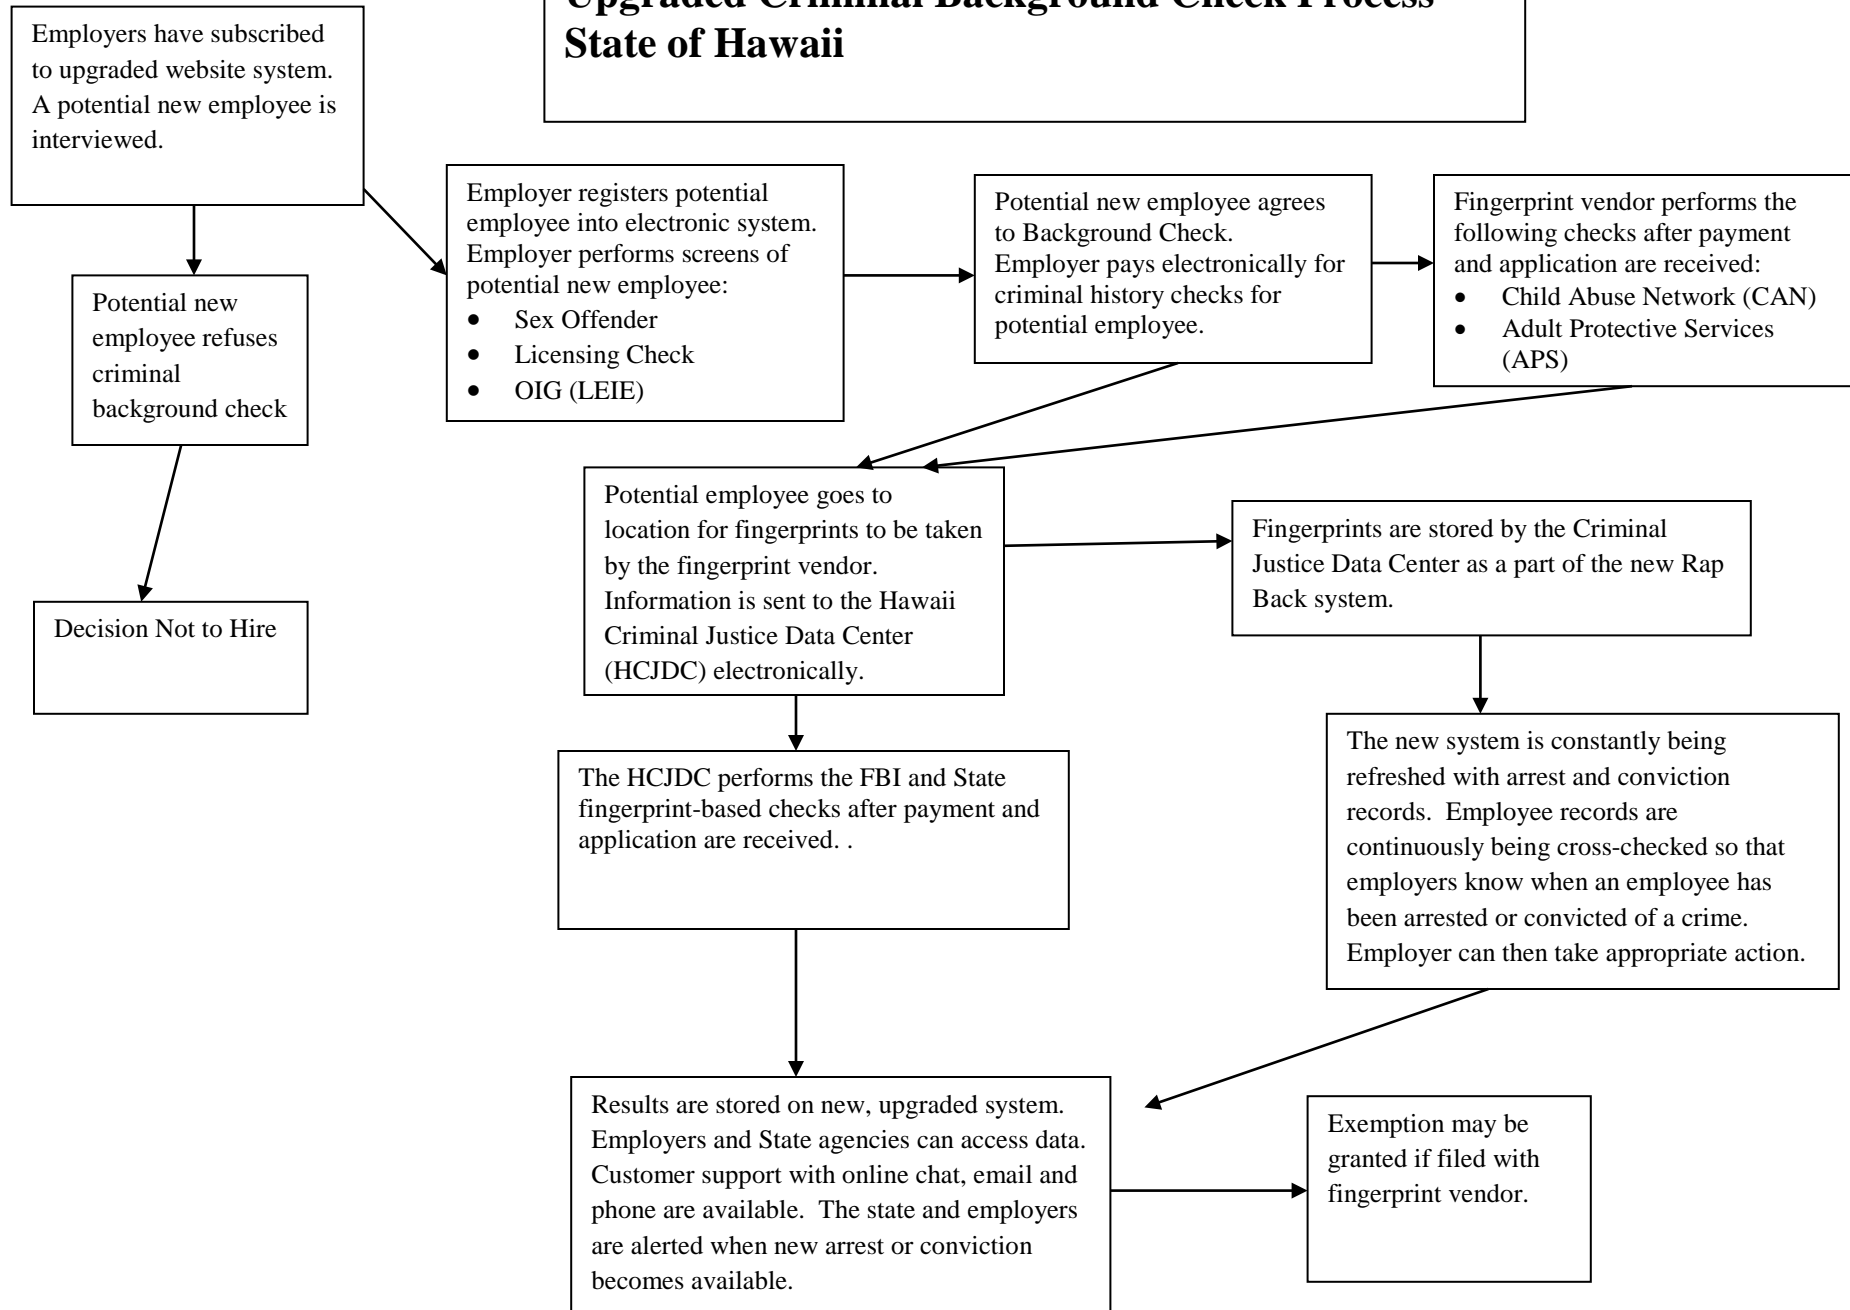 Upgraded Criminal Background Check Process
State of Hawaii
Employers have subscribed
to upgraded website system.
A potential new employee is
interviewed.
Employer registers potential
employee into electronic system.
Employer performs screens of
potential new employee:
• Sex Offender
• Licensing Check
• OIG (LEIE)
Potential new employee agrees
to Background Check.
Employer pays electronically for
criminal history checks for
potential employee.
Fingerprint vendor performs the
following checks after payment
and application are received:
• Child Abuse Network (CAN)
• Adult Protective Services
(APS)
Potential new
employee refuses
criminal
background check
Decision Not to Hire
Potential employee goes to
location for fingerprints to be taken
by the fingerprint vendor.
Information is sent to the Hawaii
Criminal Justice Data Center
(HCJDC) electronically.
Fingerprints are stored by the Criminal
Justice Data Center as a part of the new Rap
Back system.
The HCJDC performs the FBI and State
fingerprint-based checks after payment and
application are received. .
The new system is constantly being
refreshed with arrest and conviction
records.  Employee records are
continuously being cross-checked so that
employers know when an employee has
been arrested or convicted of a crime.
Employer can then take appropriate action.
Results are stored on new, upgraded system.
Employers and State agencies can access data.
Customer support with online chat, email and
phone are available.  The state and employers
are alerted when new arrest or conviction
becomes available.
Exemption may be
granted if filed with
fingerprint vendor.